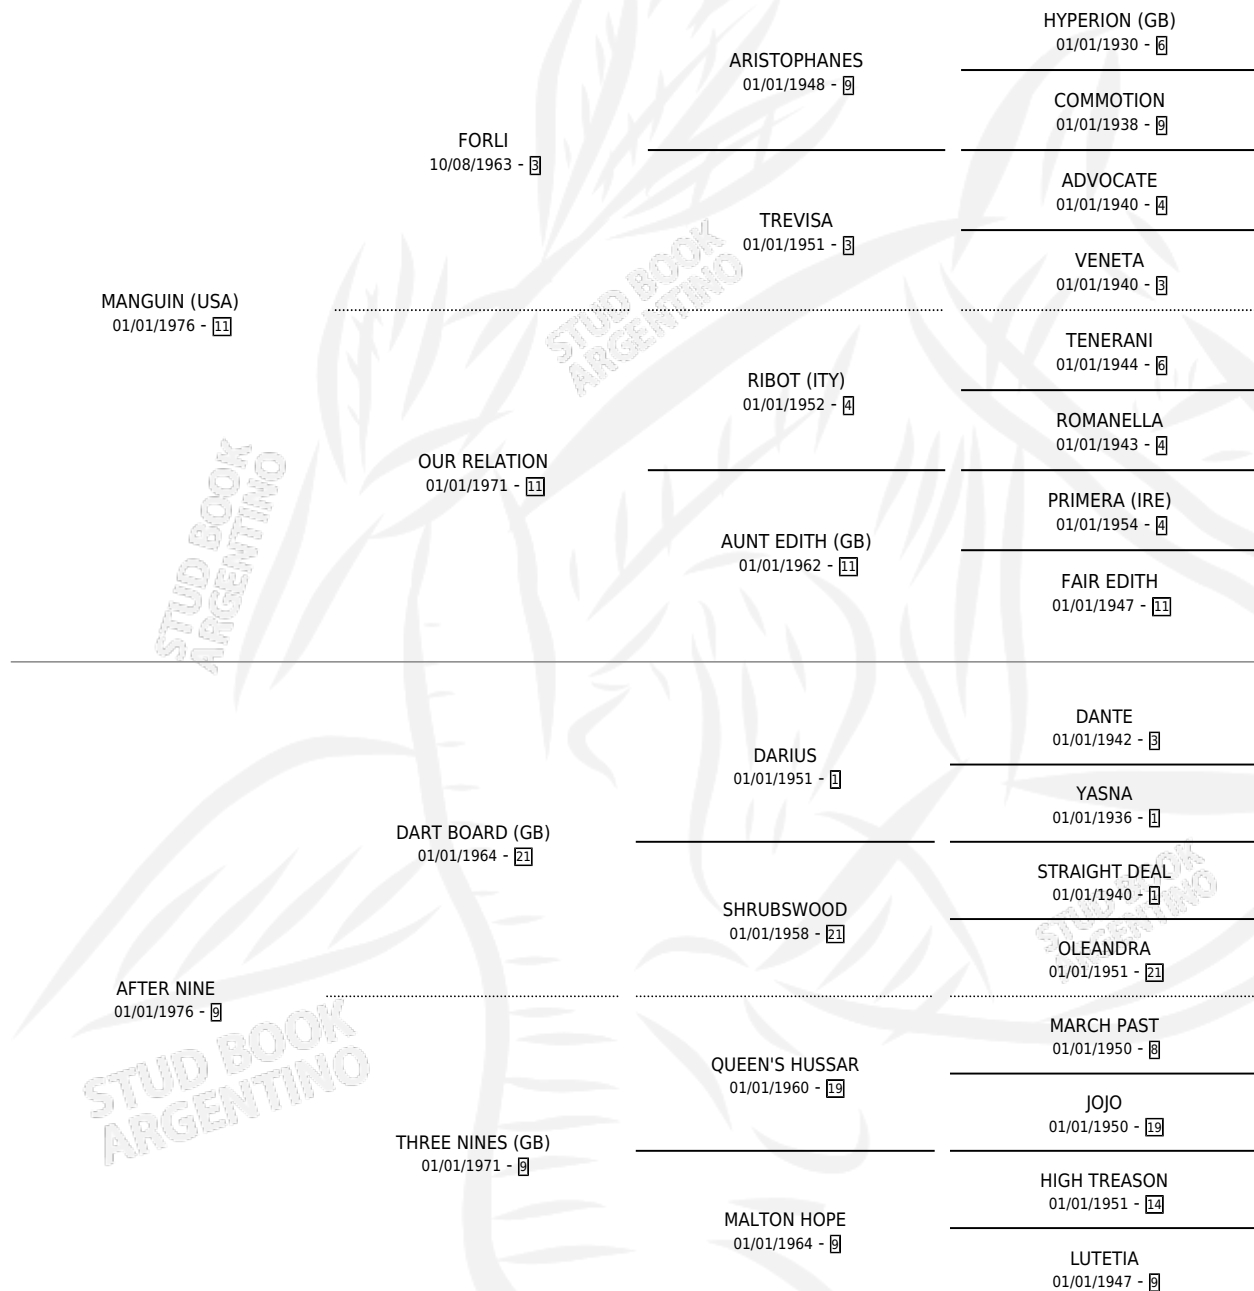 HYPERION (GB)
01/01/1930 - 6
ARISTOPHANES
01/01/1948 - 9
COMMOTION
01/01/1938 - 9
FORLI
10/08/1963 - 3
ADVOCATE
01/01/1940 - 4
TREVISA
01/01/1951 - 3
VENETA
01/01/1940 - 3
STUD BOOK
ARGENTINO
MANGUIN (USA)
01/01/1976 - 11
TENERANI
01/01/1944 - 6
RIBOT (ITY)
01/01/1952 - 4
ROMANELLA
01/01/1943 - 4
OUR RELATION
01/01/1971 - 11
PRIMERA (IRE)
01/01/1954 - 4
AUNT EDITH (GB)
01/01/1962 - 11
FAIR EDITH
01/01/1947 - 11
STUD BOOK
ARGENTINO
DANTE
01/01/1942 - 3
DARIUS
01/01/1951 - 1
YASNA
01/01/1936 - 1
DART BOARD (GB)
01/01/1964 - 21
STRAIGHT DEAL
01/01/1940 - 1
SHRUBSWOOD
01/01/1958 - 21
OLEANDRA
01/01/1951 - 21
STUD BOOK
ARGENTINO
AFTER NINE
01/01/1976 - 9
STUD BOOK
ARGENTINO
MARCH PAST
01/01/1950 - 8
QUEEN'S HUSSAR
01/01/1960 - 19
JOJO
01/01/1950 - 19
THREE NINES (GB)
01/01/1971 - 9
HIGH TREASON
01/01/1951 - 14
MALTON HOPE
01/01/1964 - 9
LUTETIA
01/01/1947 - 9